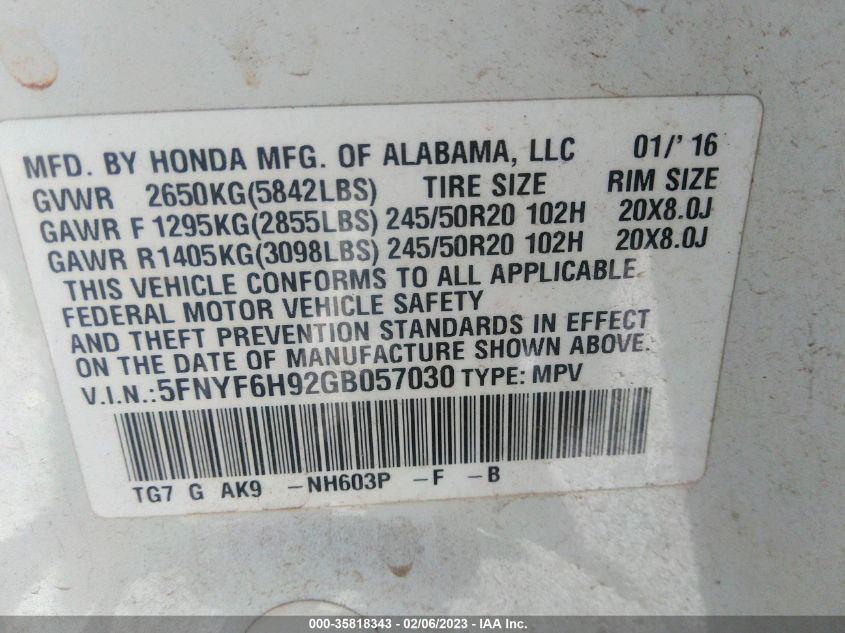 MFD. BY HONDA MFG. OF ALABAMA, LLC 01/' 16
GVWR 2650KG(5842LBS) TIRE SIZE RIM SIZE
GAWR F 1295KG(2855LBS) 245/50R20 102H 20X8.0J
GAWR R1405KG(3098LBS) 245/50R20 102H 20X8.0J
THIS VEHICLE CONFORMS TO ALL APPLICABLE
FEDERAL MOTOR VEHICLE SAFETY
AND THEFT PREVENTION STANDARDS IN EFFECT
ON THE DATE OF MANUFACTURE SHOWN ABOVE.
V.I.N.:5FNYF6H92GB057030 TYPE: MPV
TG7 G AK9 -NH603P -F -B
000-35818343 - 02/06/2023 - IAA Inc.